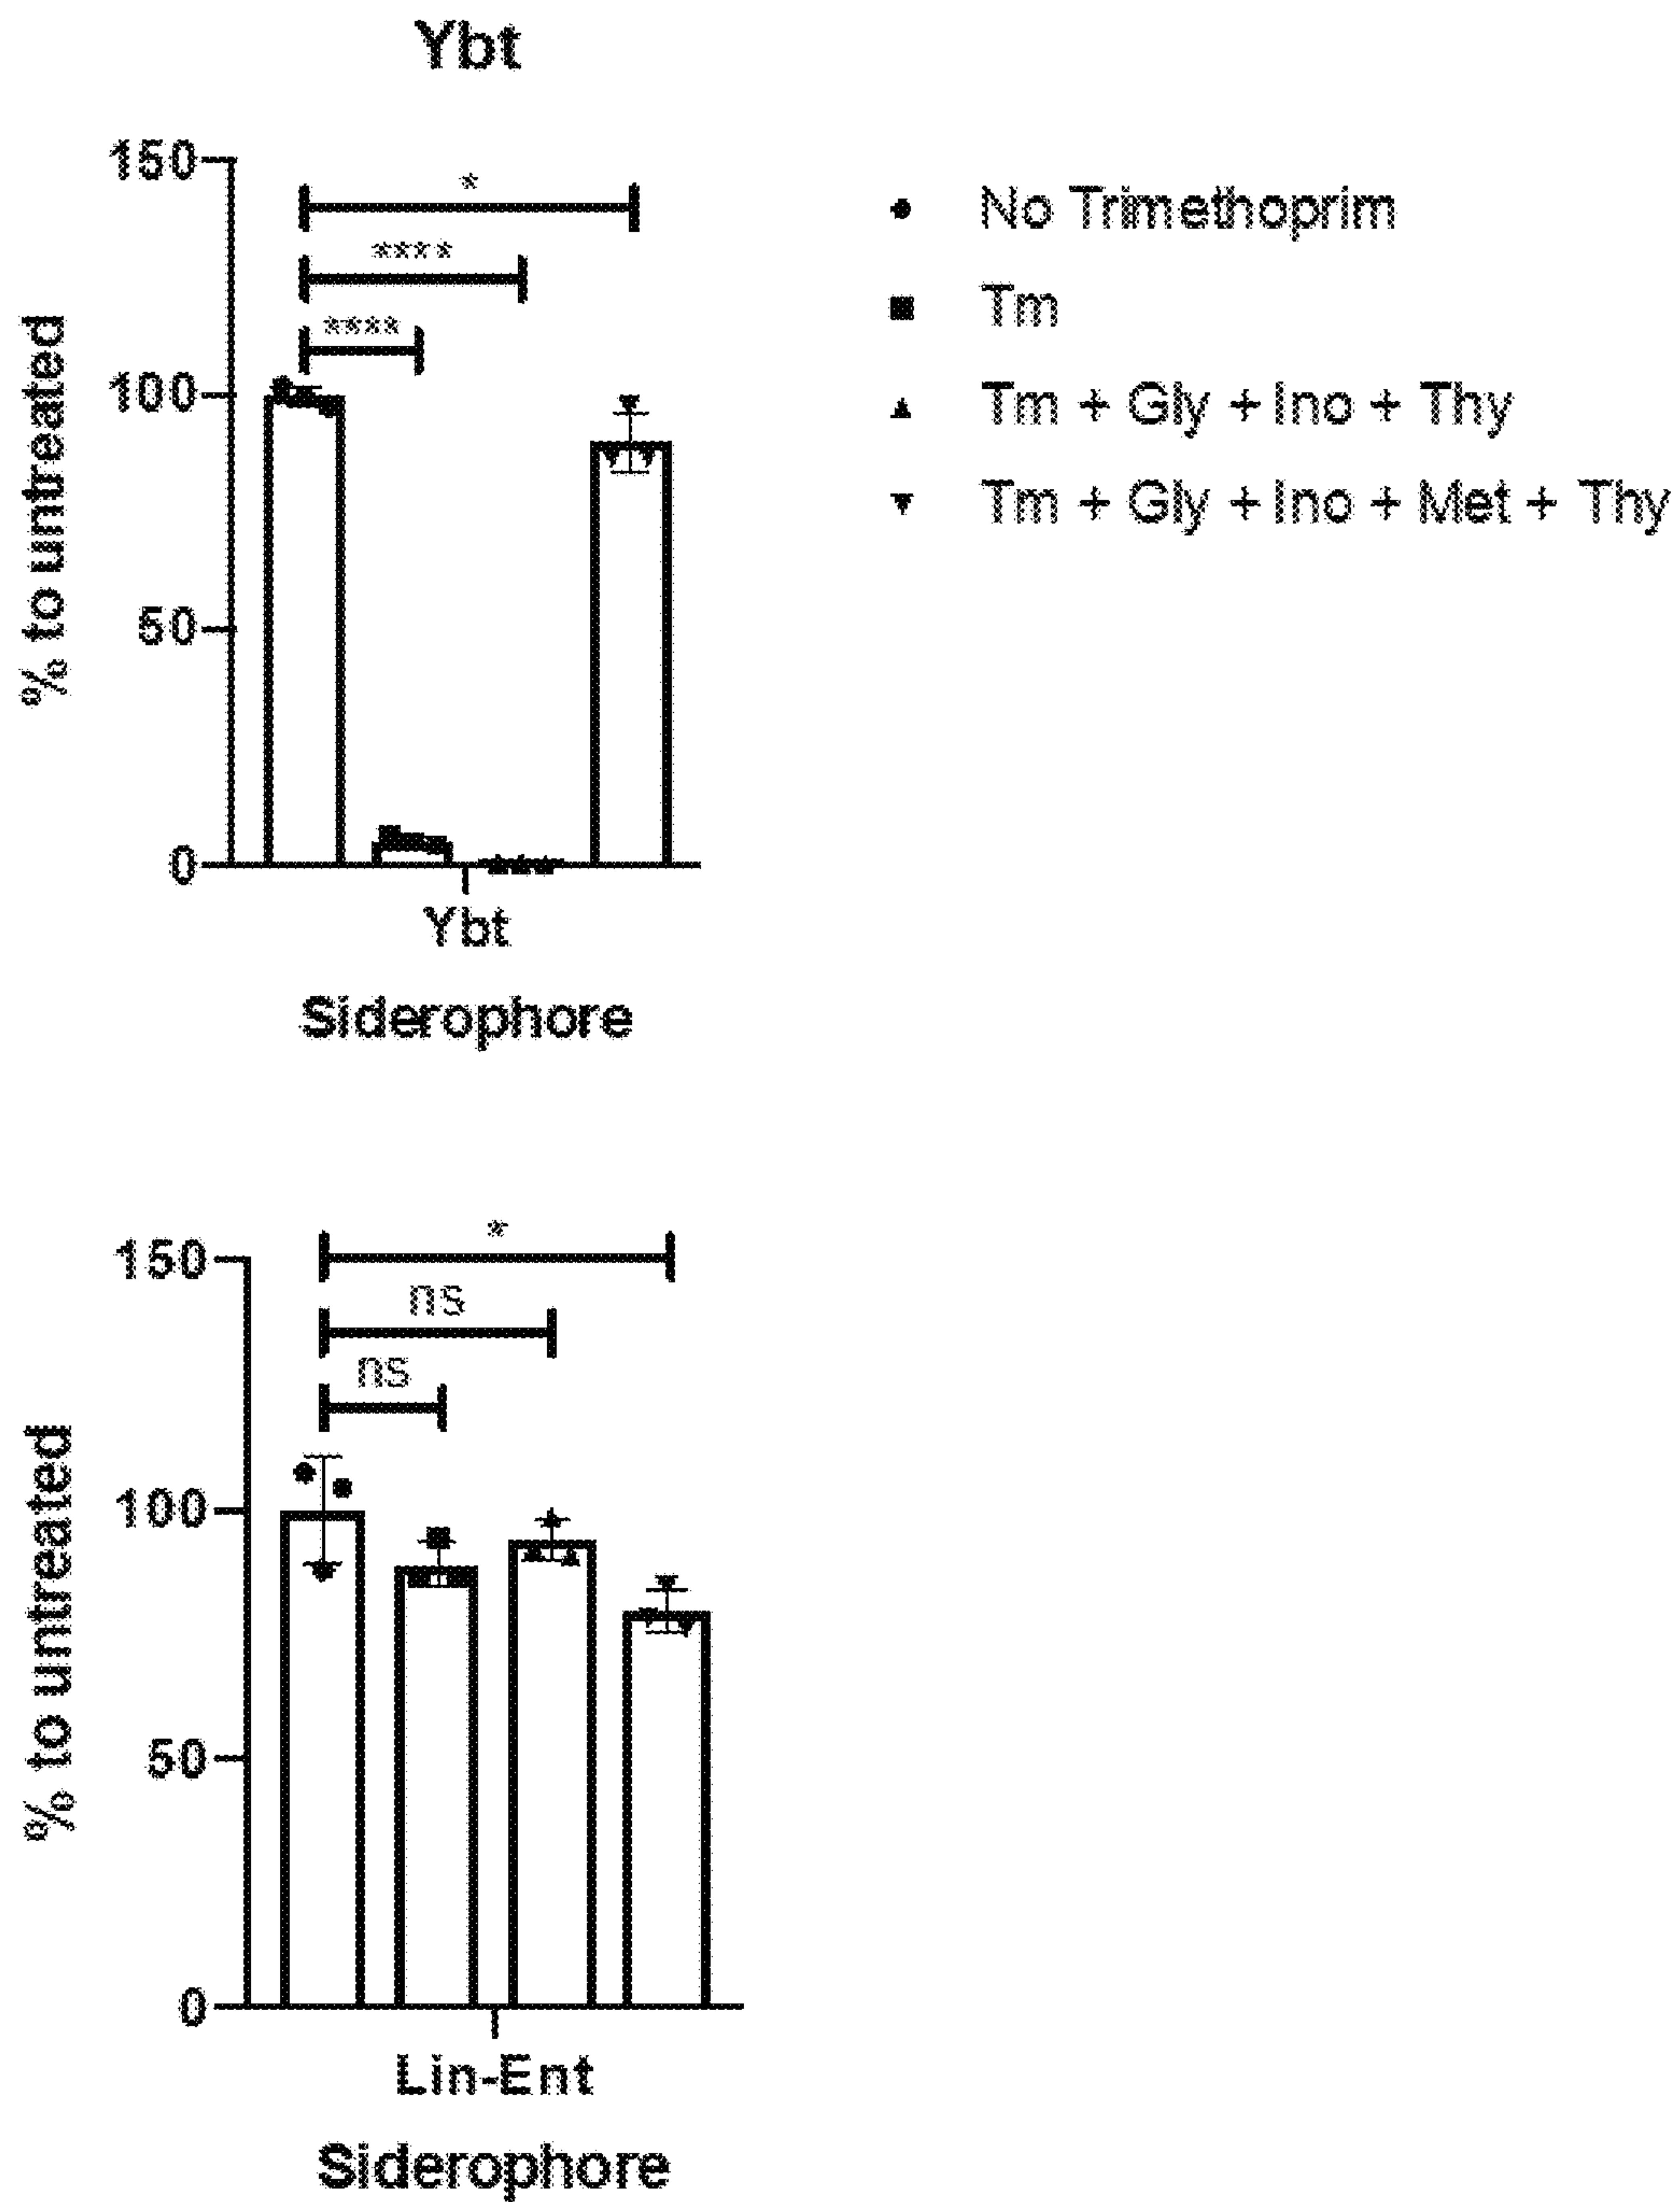 Ybt
150
100
50
0
% to untreated
*
****
****
Ybt
Siderophore
No Trimethoprim
Tm
Tm + Gly + Ino + Thy
Tm + Gly + Ino + Met + Thy
150
100
50
0
% to untreated
*
ns
ns
Lin-Ent
Siderophore